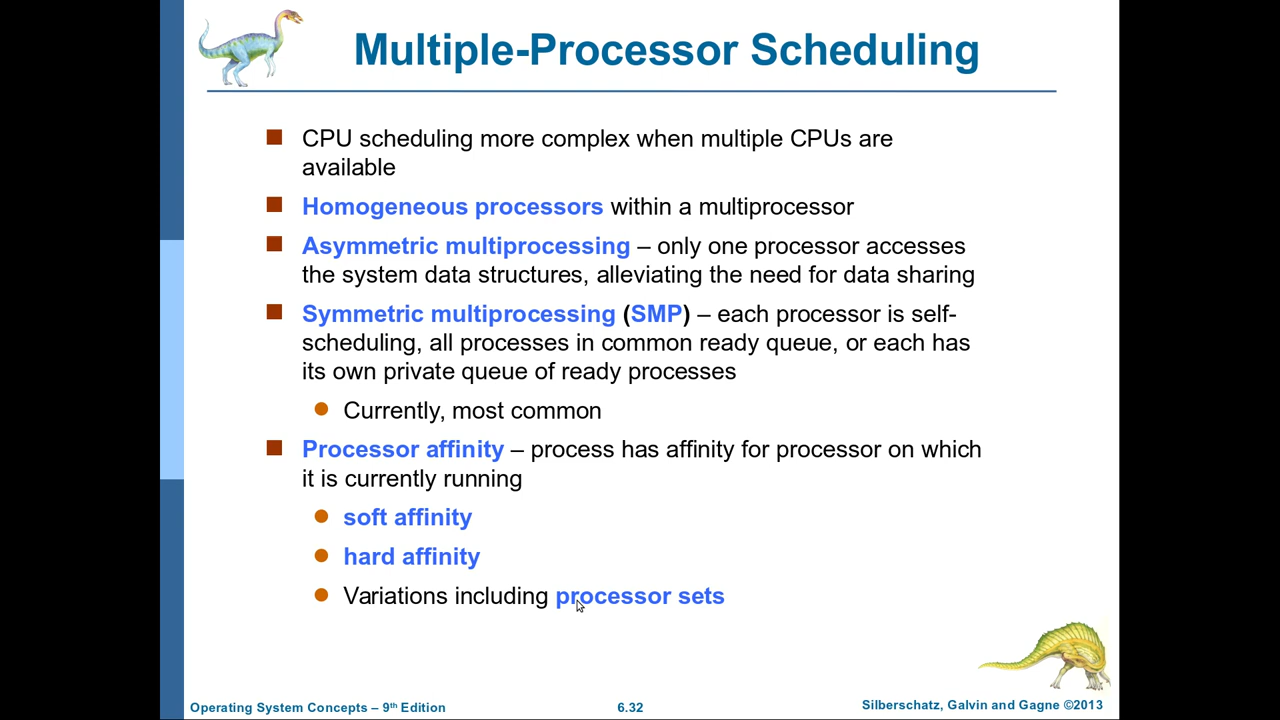 Multiple-Processor Scheduling
CPU scheduling more complex when multiple CPUs are
available
Homogeneous processors within a multiprocessor
Asymmetric multiprocessing – only one processor accesses
the system data structures, alleviating the need for data sharing
Symmetric multiprocessing (SMP) – each processor is self-
scheduling, all processes in common ready queue, or each has
its own private queue of ready processes
Currently, most common
Processor affinity – process has affinity for processor on which
it is currently running
soft affinity
hard affinity
Variations including processor sets
Operating System Concepts – 9th Edition
6.32
Silberschatz, Galvin and Gagne ©2013